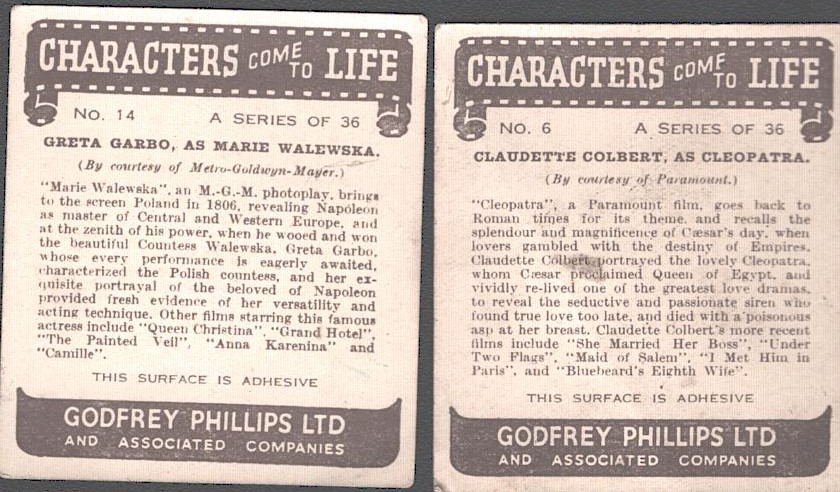 CHARACTERS COME TO LIFE
No. 14 A SERIES OF 36
GRETA GARBO, AS MARIE WALEWSKA.
(By courtesy of Metro-Goldwyn-Mayer.)
"Marie Walewska", an M.-G.-M. photoplay, brings
to the screen Poland in 1806, revealing Napoleon
as master of Central and Western Europe, and
at the zenith of his power, when he wooed and won
the beautiful Countess Walewska. Greta Garbo,
whose every performance is eagerly awaited,
characterized the Polish countess, and her ex-
quisite portrayal of the beloved of Napoleon
provided fresh evidence of her versatility and
acting technique. Other films starring this famous
actress include "Queen Christina", "Grand Hotel",
"The Painted Veil", "Anna Karenina" and
"Camille".
THIS SURFACE IS ADHESIVE
GODFREY PHILLIPS LTD
AND ASSOCIATED COMPANIES
CHARACTERS COME TO LIFE
No. 6 A SERIES OF 36
CLAUDETTE COLBERT, AS CLEOPATRA.
(By courtesy of Paramount.)
"Cleopatra", a Paramount film, goes back to
Roman times for its theme, and recalls the
splendour and magnificence of Cæsar's day, when
lovers gambled with the destiny of Empires.
Claudette Colbert portrayed the lovely Cleopatra,
whom Cæsar proclaimed Queen of Egypt, and
vividly re-lived one of the greatest love dramas,
to reveal the seductive and passionate siren who
found true love too late, and died with a poisonous
asp at her breast. Claudette Colbert's more recent
films include "She Married Her Boss", "Under
Two Flags", "Maid of Salem", "I Met Him in
Paris", and "Bluebeard's Eighth Wife".
THIS SURFACE IS ADHESIVE
GODFREY PHILLIPS LTD
AND ASSOCIATED COMPANIES